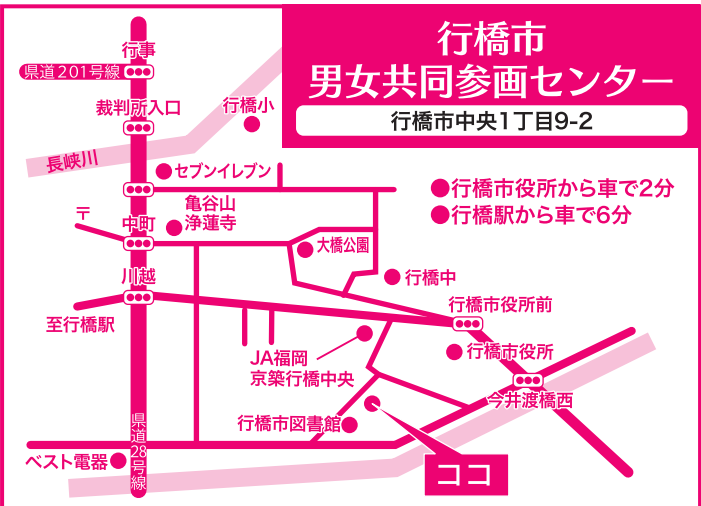 行橋市
男女共同参画センター
行橋市中央1丁目9-2
行事
県道201号線
裁判所入口
行橋小
長峡川
セブンイレブン
●行橋市役所から車で2分
●行橋駅から車で6分
亀谷山
浄蓮寺
〒
中町
大橋公園
行橋中
川越
行橋市役所前
至行橋駅
JA福岡
京築行橋中央
行橋市役所
今井渡橋西
行橋市図書館
県道28号線
ベスト電器
ココ